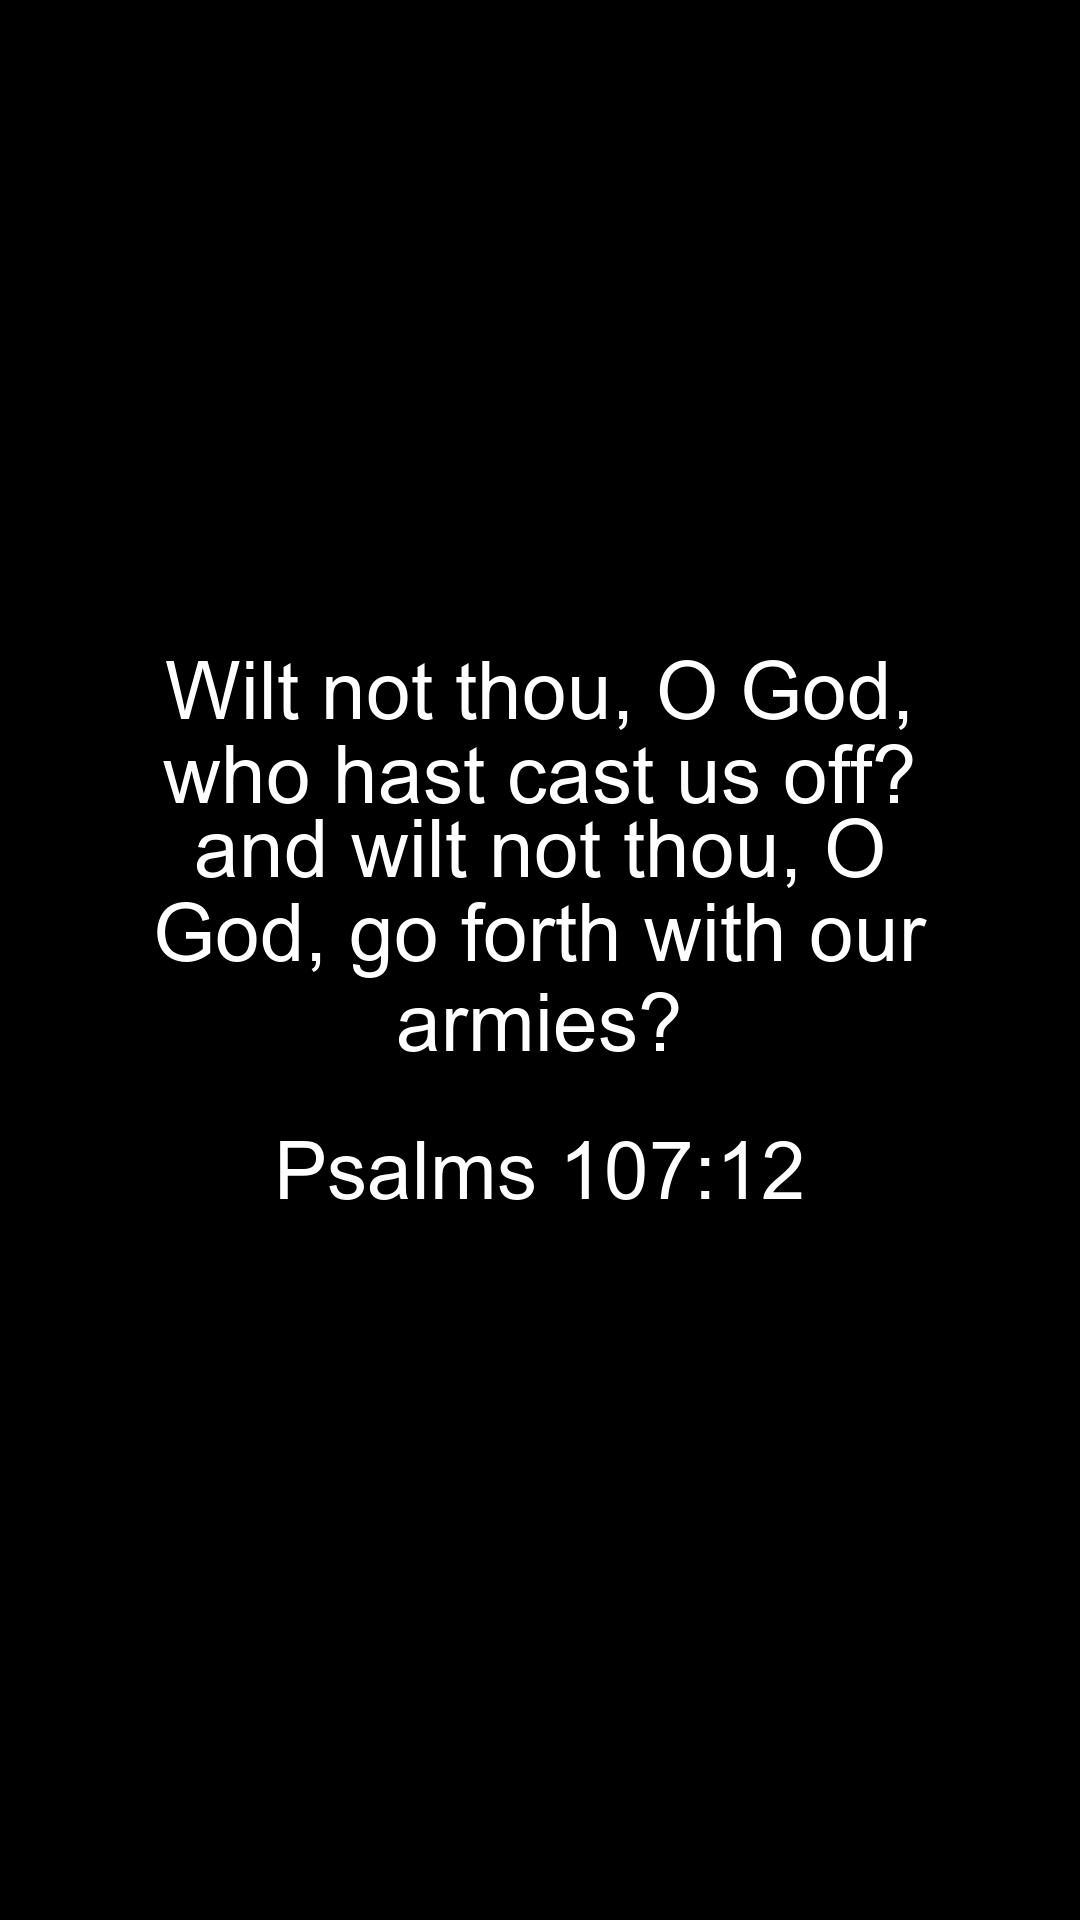 Wilt not thou, O God,
who hast cast us off?
and wilt not thou, O
God, go forth with our
armies?
Psalms 107:12